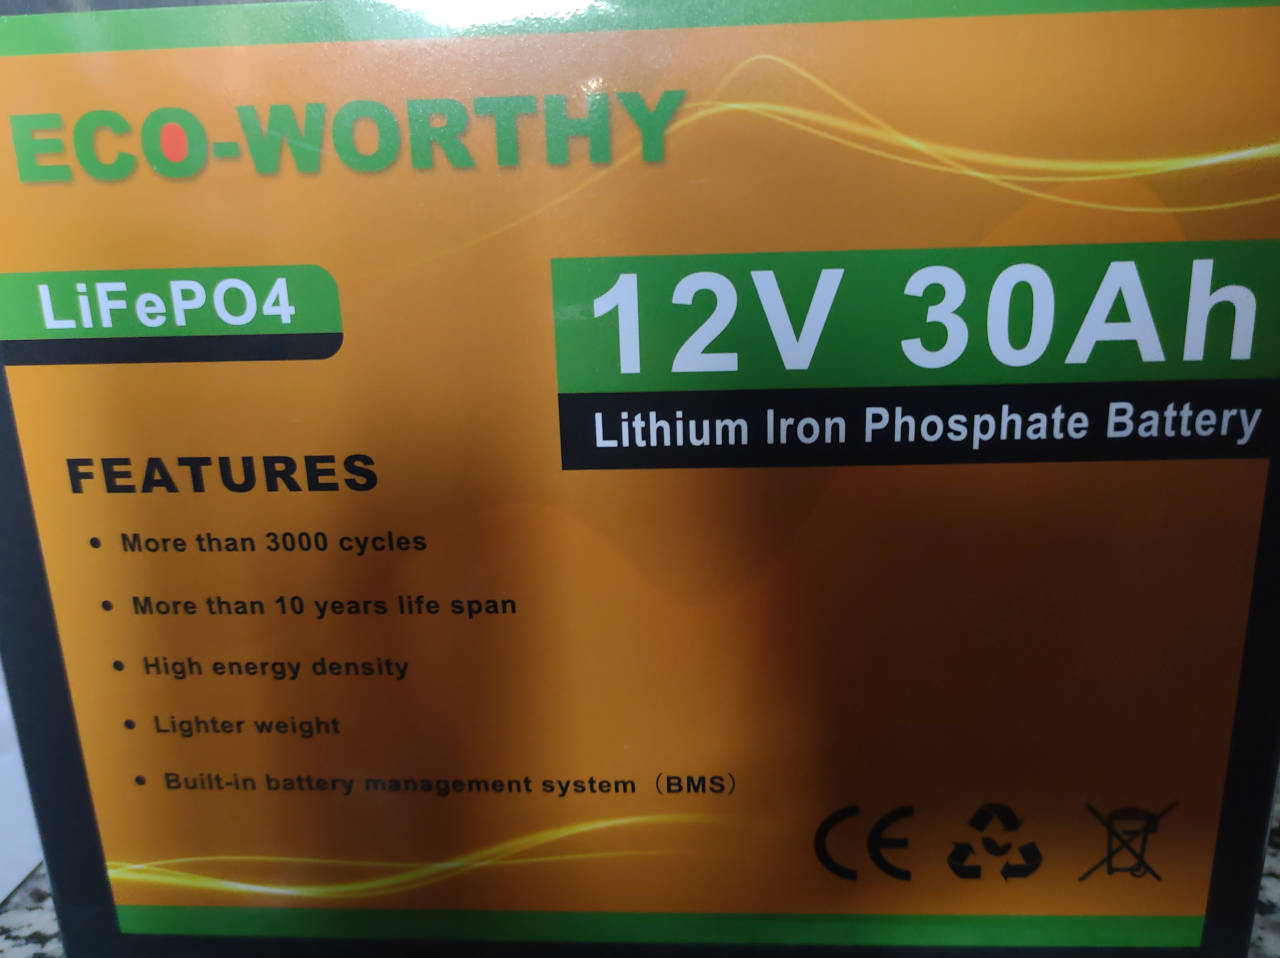 ECO-WORTHY
LiFePO4
12V 30Ah
Lithium Iron Phosphate Battery
FEATURES
• More than 3000 cycles
• More than 10 years life span
• High energy density
• Lighter weight
• Built-in battery management system（BMS）
CE